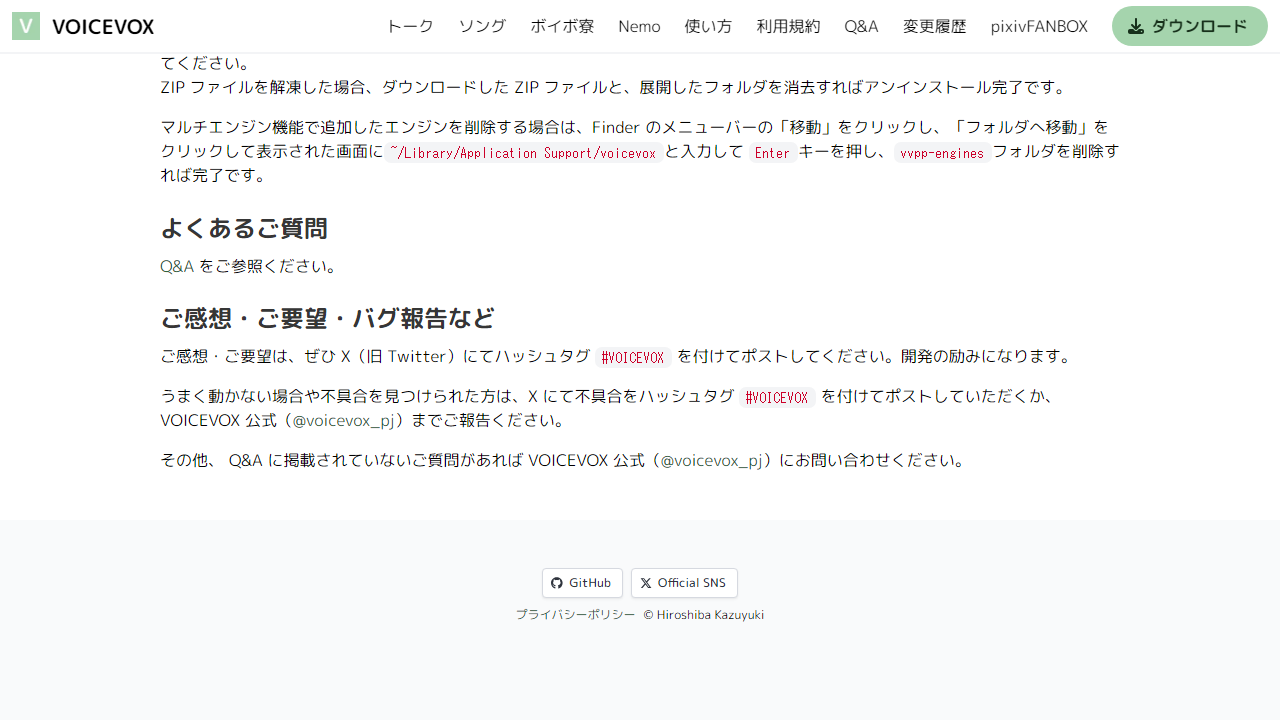 VOICEVOX トーク ソング ボイボ寮 Nemo 使い方 利用規約 Q&A 変更履歴 pixivFANBOX ダウンロード
てください。
ZIP ファイルを解凍した場合、ダウンロードした ZIP ファイルと、展開したフォルダを消去すればアンインストール完了です。
マルチエンジン機能で追加したエンジンを削除する場合は、Finder のメニューバーの「移動」をクリックし、「フォルダへ移動」を
クリックして表示された画面に ~/Library/Application Support/voicevox と入力して Enter キーを押し、 vvpp-engines フォルダを削除す
れば完了です。
よくあるご質問
Q&A をご参照ください。
ご感想・ご要望・バグ報告など
ご感想・ご要望は、ぜひ X（旧 Twitter）にてハッシュタグ #VOICEVOX を付けてポストしてください。開発の励みになります。
うまく動かない場合や不具合を見つけられた方は、X にて不具合をハッシュタグ #VOICEVOX を付けてポストしていただくか、
VOICEVOX 公式（@voicevox_pj）までご報告ください。
その他、 Q&A に掲載されていないご質問があれば VOICEVOX 公式（@voicevox_pj）にお問い合わせください。
GitHub Official SNS
プライバシーポリシー © Hiroshiba Kazuyuki